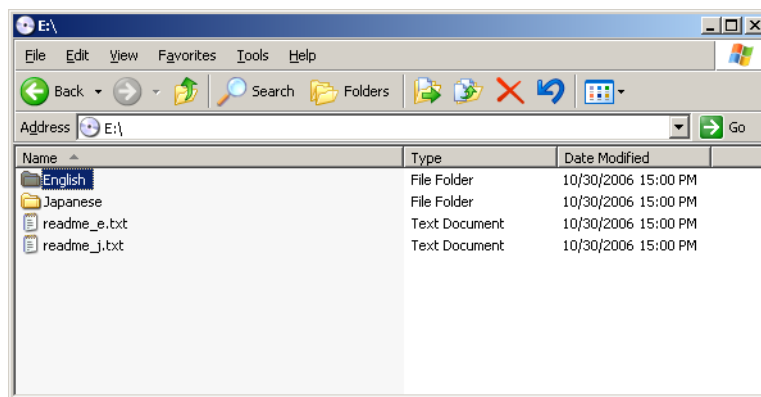 E:\
File Edit View Favorites Tools Help
Back Search Folders
Address E:\ Go
Name Type Date Modified
English File Folder 10/30/2006 15:00 PM
Japanese File Folder 10/30/2006 15:00 PM
readme_e.txt Text Document 10/30/2006 15:00 PM
readme_j.txt Text Document 10/30/2006 15:00 PM